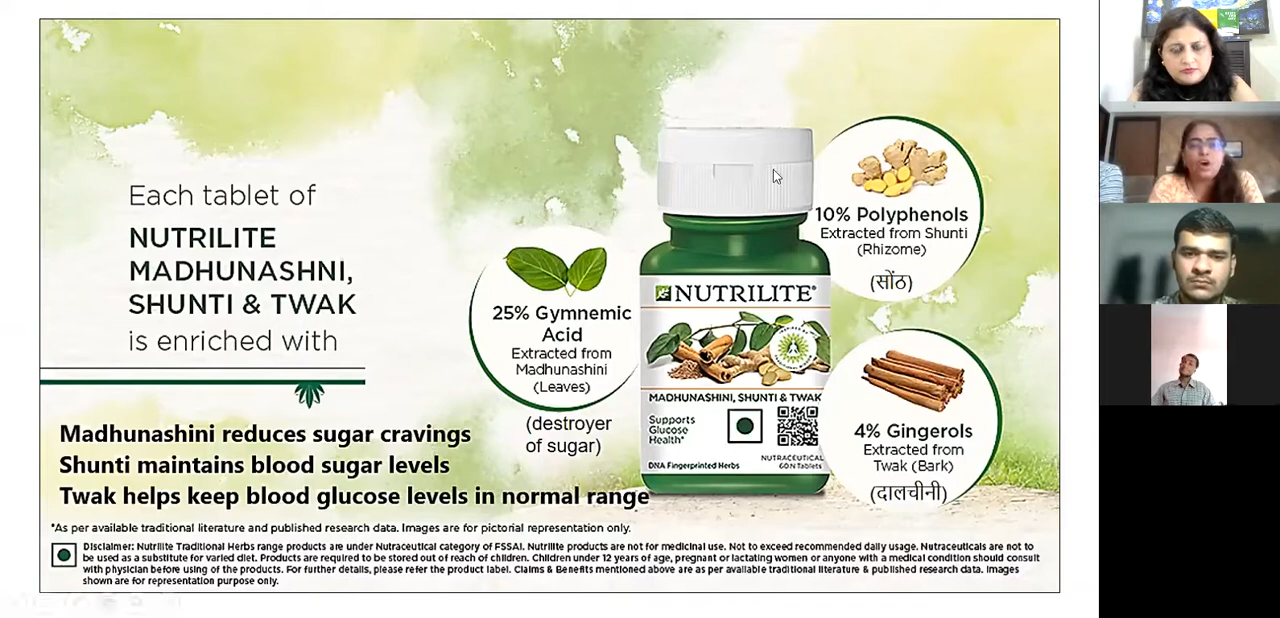 Each tablet of
NUTRILITE
MADHUNASHNI,
SHUNTI & TWAK
is enriched with
25% Gymnemic
Acid
Extracted from
Madhunashini
(Leaves)
(destroyer
of sugar)
10% Polyphenols
Extracted from Shunti
(Rhizome)
(सोंठ)
4% Gingerols
Extracted from
Twak (Bark)
(दालचीनी)
NUTRILITE®
MADHUNASHINI, SHUNTI & TWAK
Supports
Glucose
Health*
NUTRACEUTICAL
60 N Tablets
DNA Fingerprinted Herbs
Madhunashini reduces sugar cravings
Shunti maintains blood sugar levels
Twak helps keep blood glucose levels in normal range
*As per available traditional literature and published research data. Images are for pictorial representation only.
Disclaimer: Nutrilite Traditional Herbs range products are under Nutraceutical category of FSSAI. Nutrilite products are not for medicinal use. Not to exceed recommended daily usage. Nutraceuticals are not to
be used as a substitute for varied diet. Products are required to be stored out of reach of children. Children under 12 years of age, pregnant or lactating women or anyone with a medical condition should consult
with physician before using of the products. For further details, please refer the product label. Claims & Benefits mentioned above are as per available traditional literature & published research data. Images
shown are for representation purpose only.